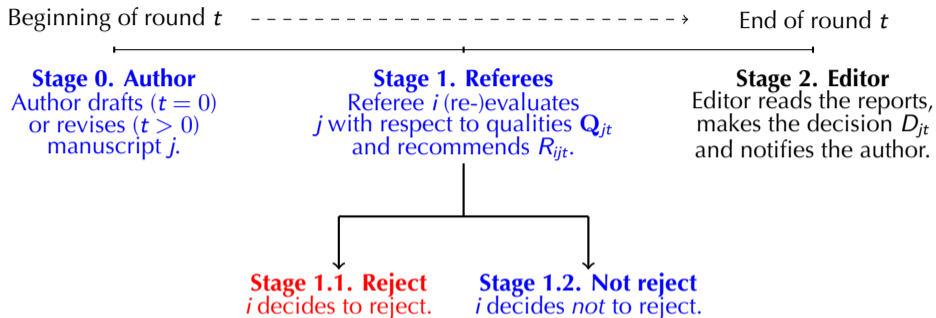 Beginning of round t
End of round t
Stage 0. Author
Author drafts (t = 0)
or revises (t > 0)
manuscript j.
Stage 1. Referees
Referee i (re-)evaluates
j with respect to qualities Qjt
and recommends Rijt.
Stage 2. Editor
Editor reads the reports,
makes the decision Djt
and notifies the author.
Stage 1.1. Reject
i decides to reject.
Stage 1.2. Not reject
i decides not to reject.